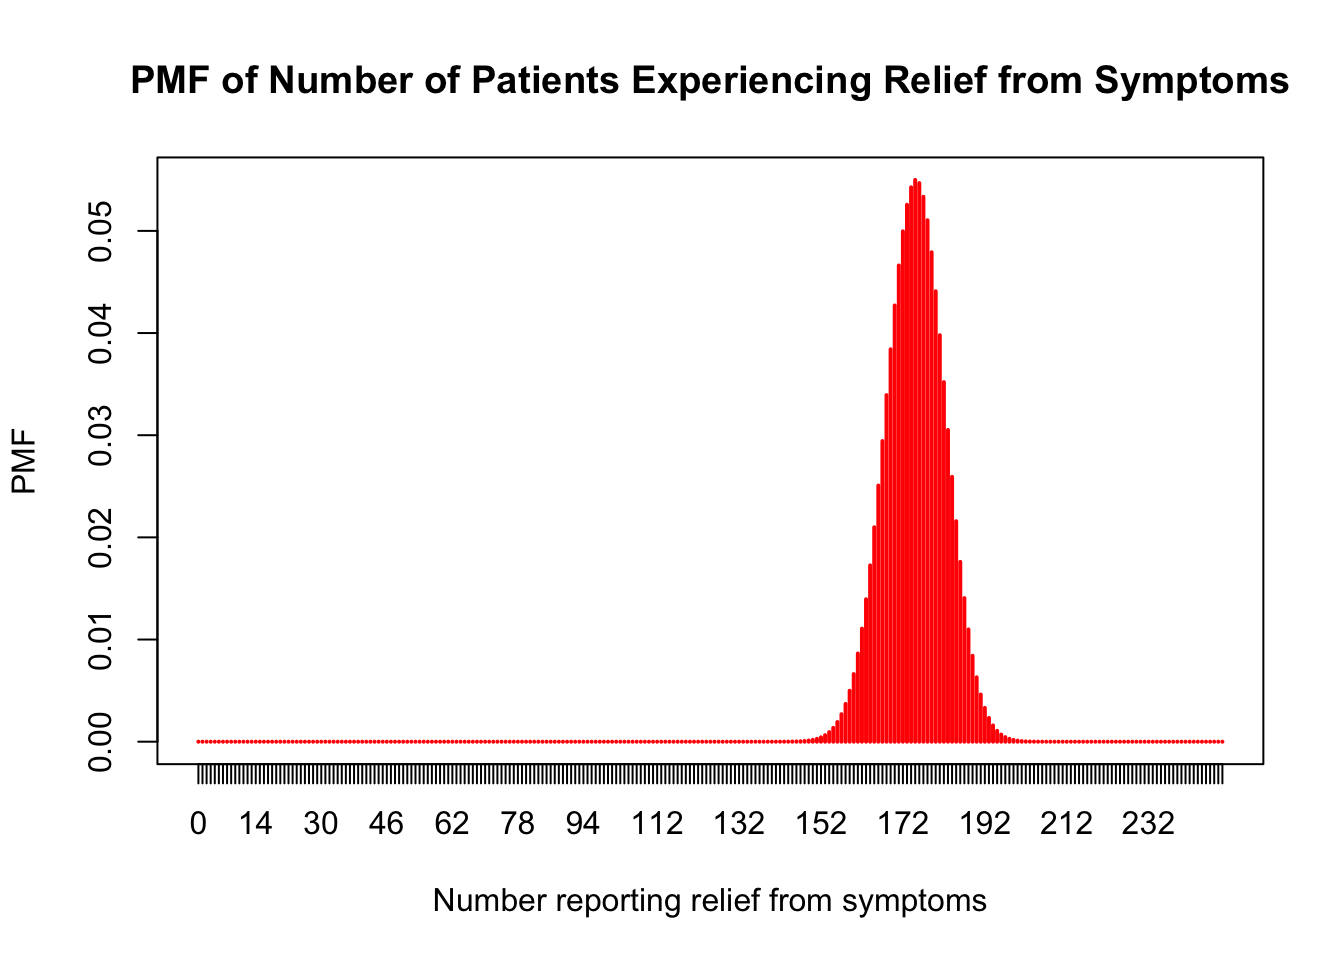 PMF of Number of Patients Experiencing Relief from Symptoms
PMF
0.05
0.04
0.03
0.02
0.01
0.00
0 14 30 46 62 78 94 112 132 152 172 192 212 232
Number reporting relief from symptoms